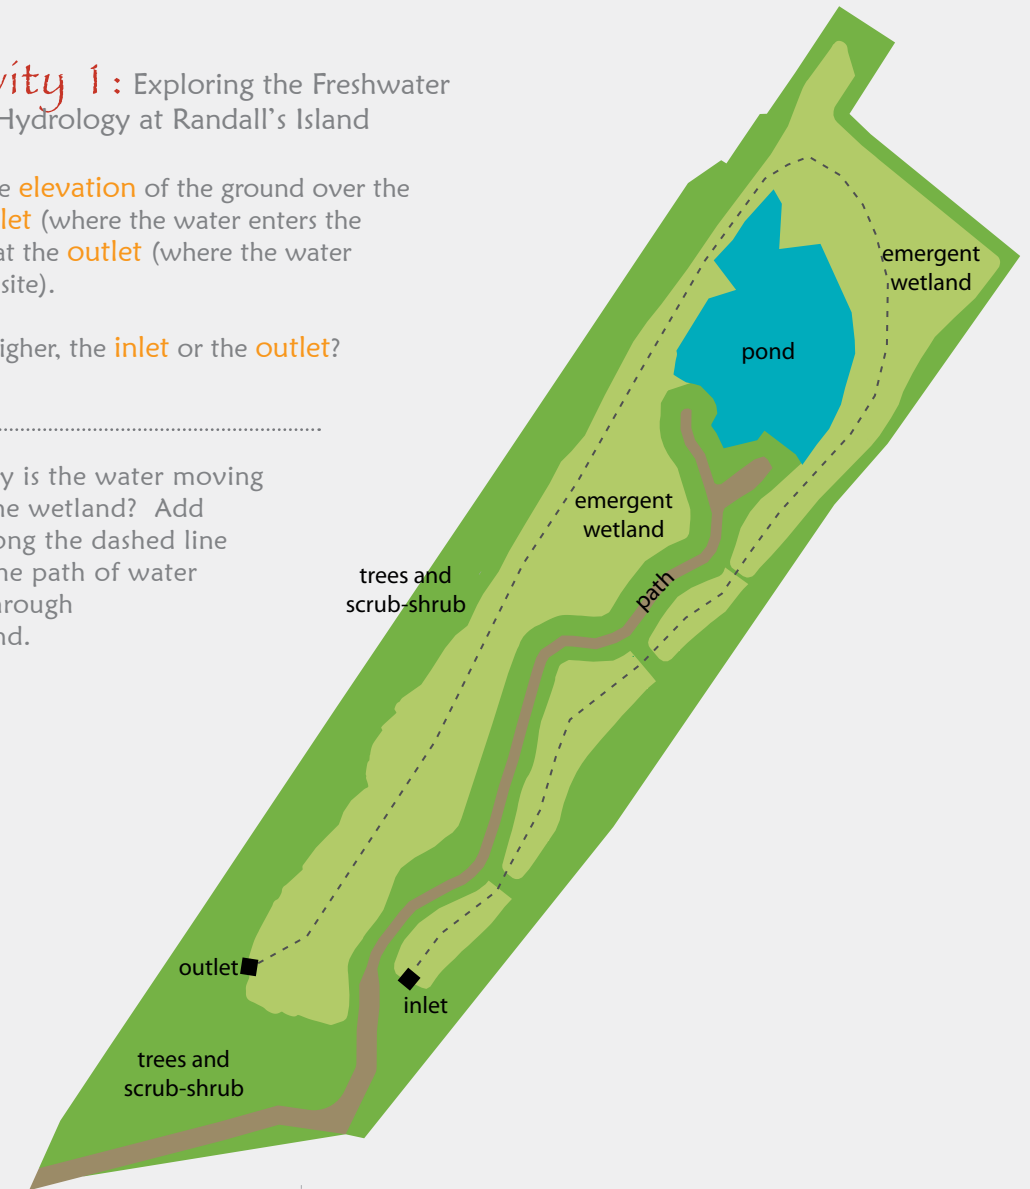 vity 1: Exploring the Freshwater
Hydrology at Randall's Island
e elevation of the ground over the
let (where the water enters the
at the outlet (where the water
site).
igher, the inlet or the outlet?
y is the water moving
he wetland? Add
ong the dashed line
he path of water
hrough
nd.
emergent
wetland
pond
emergent
wetland
trees and
scrub-shrub
path
outlet
inlet
trees and
scrub-shrub